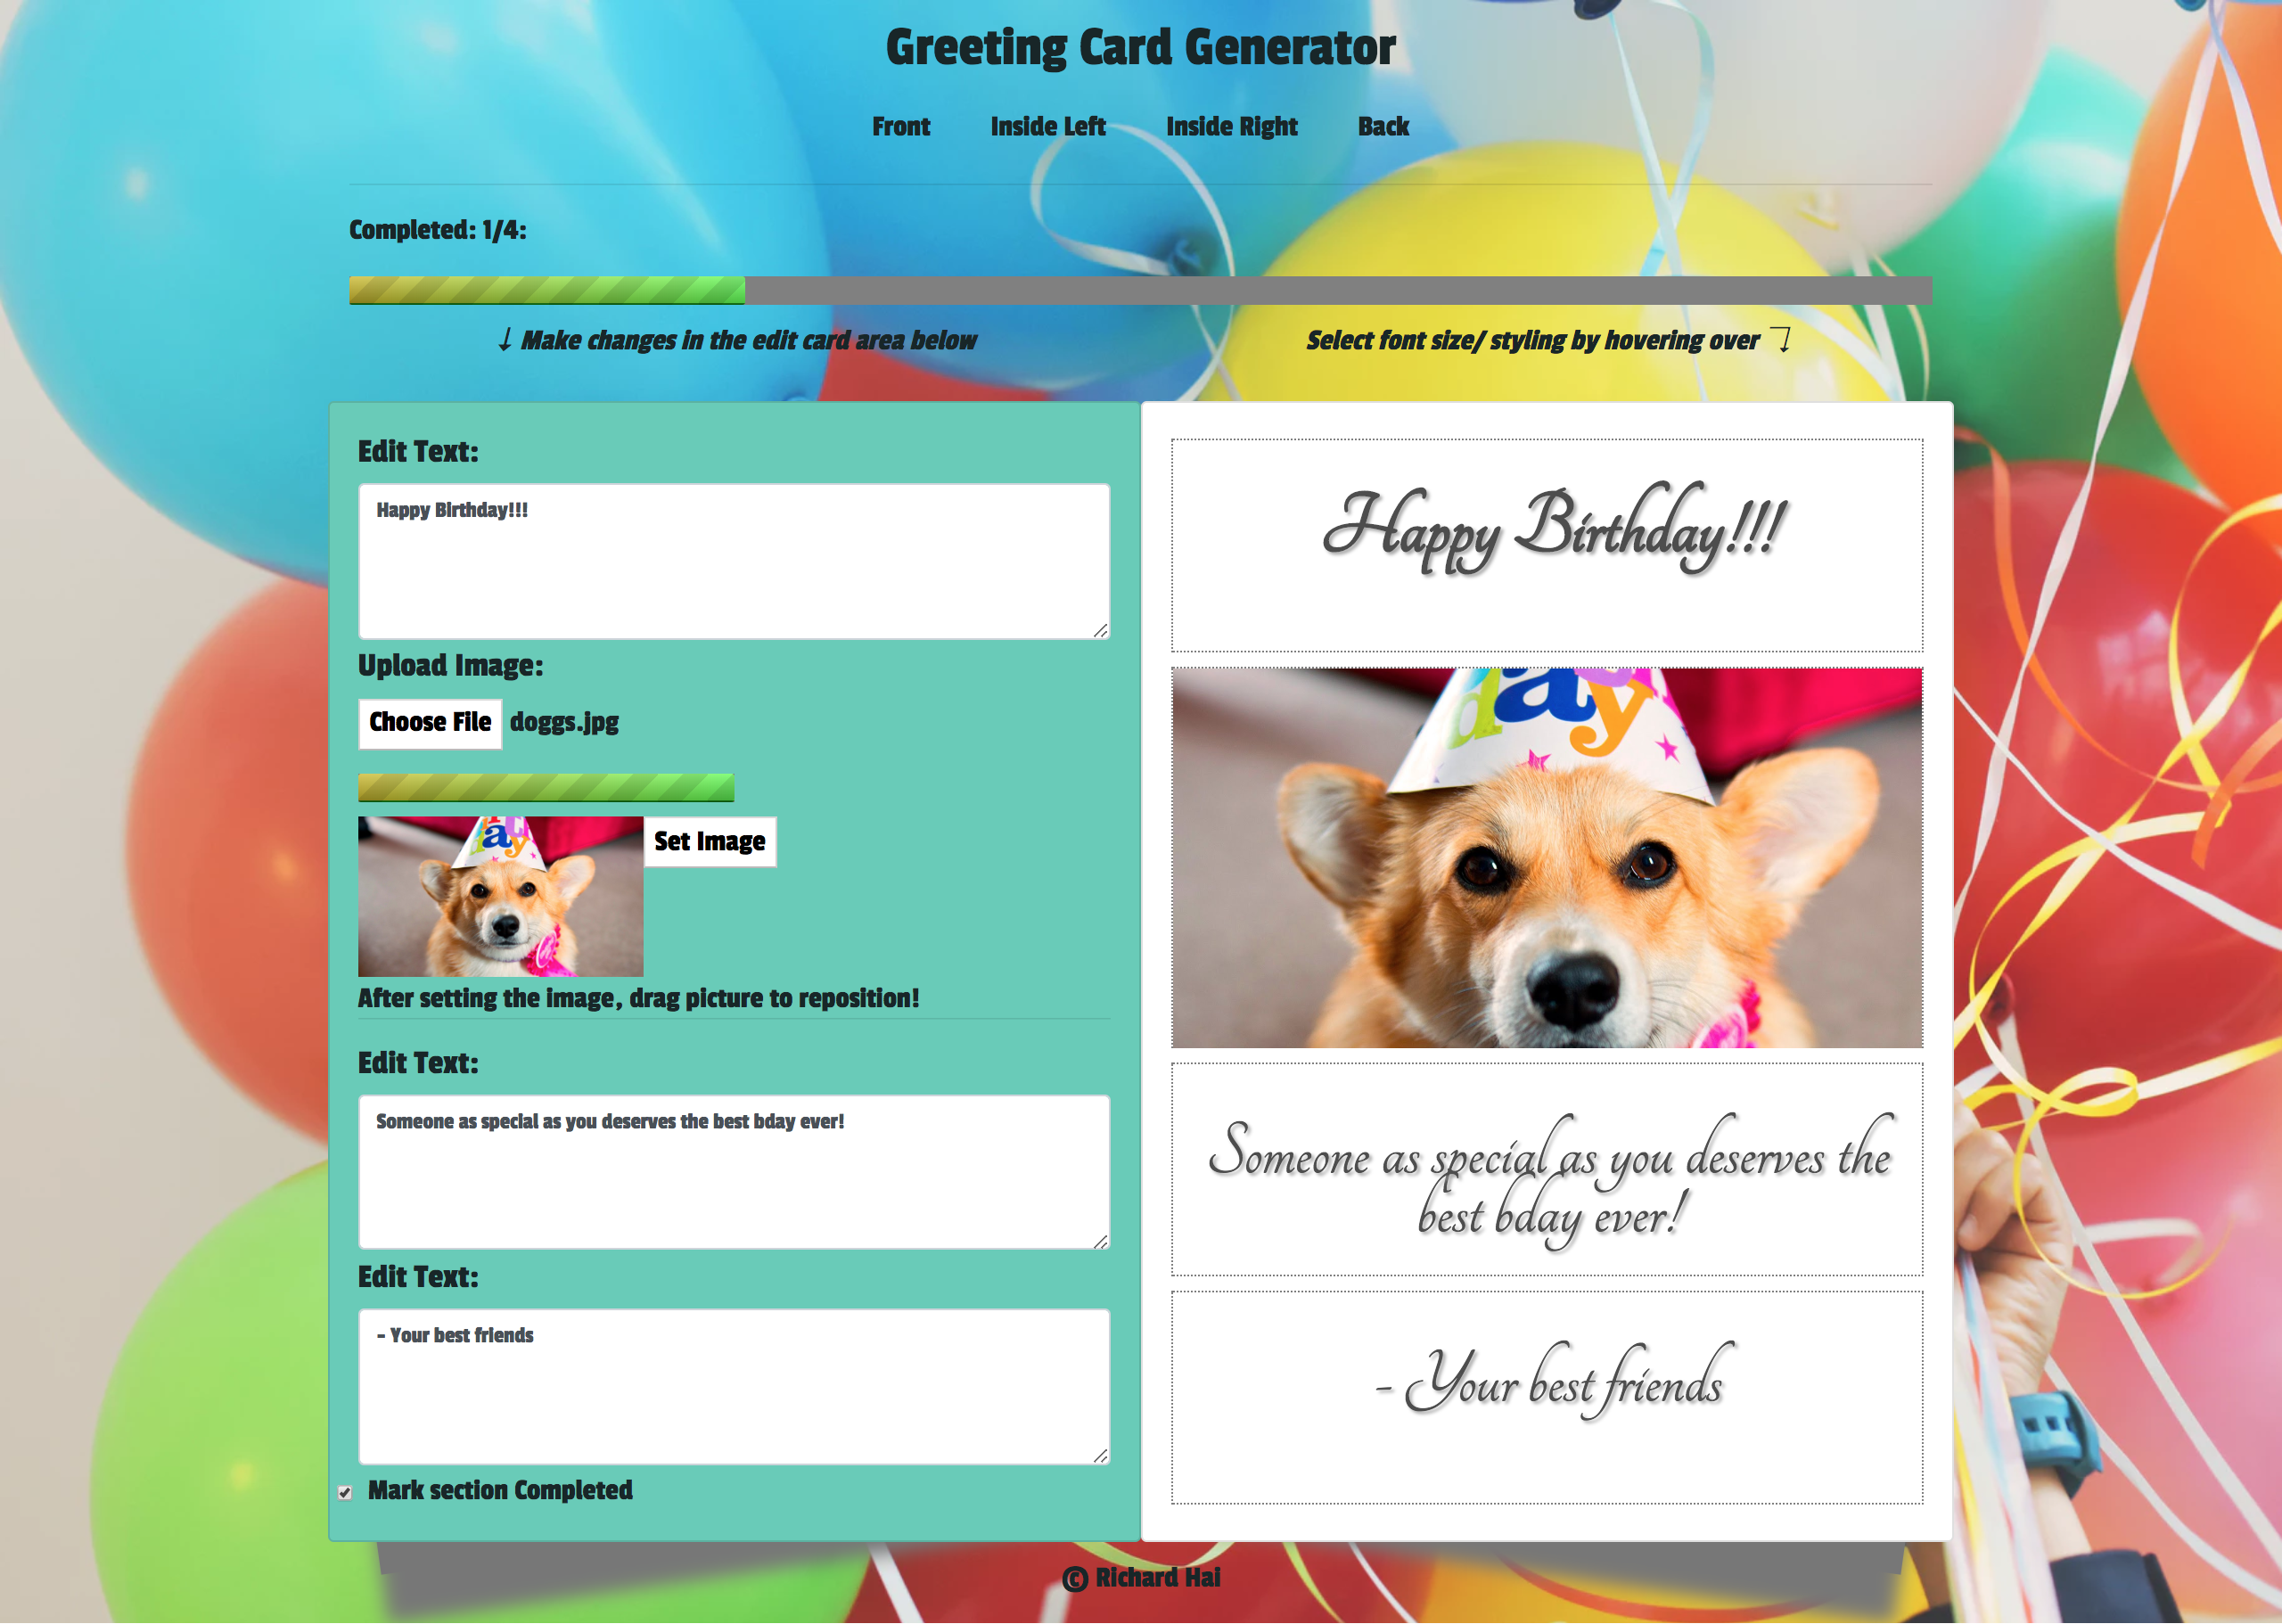 Greeting Card Generator
Front Inside Left Inside Right Back
Completed: 1/4:
↓ Make changes in the edit card area below
Select font size/ styling by hovering over ⤵
Edit Text:
Happy Birthday!!!
Upload Image:
Choose File doggs.jpg
Set Image
day
After setting the image, drag picture to reposition!
Edit Text:
Someone as special as you deserves the best bday ever!
Edit Text:
- Your best friends
Mark section Completed
Happy Birthday!!!
day
Someone as special as you deserves the
best bday ever!
- Your best friends
© Richard Hai